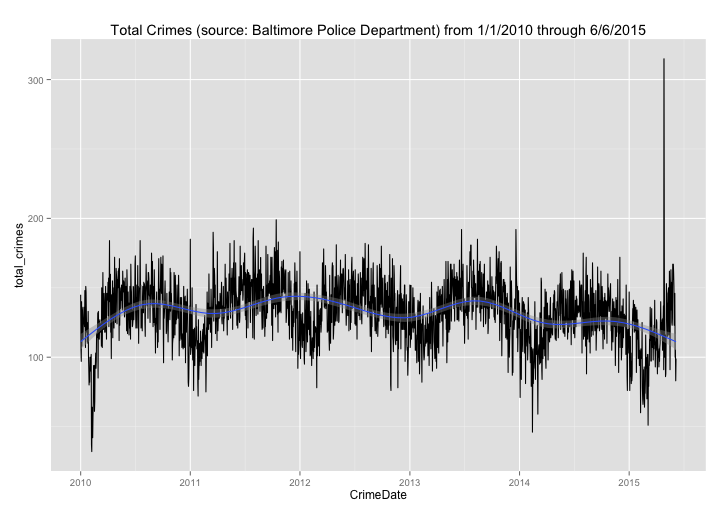 Total Crimes (source: Baltimore Police Department) from 1/1/2010 through 6/6/2015
300
200
100
total_crimes
2010 2011 2012 2013 2014 2015
CrimeDate